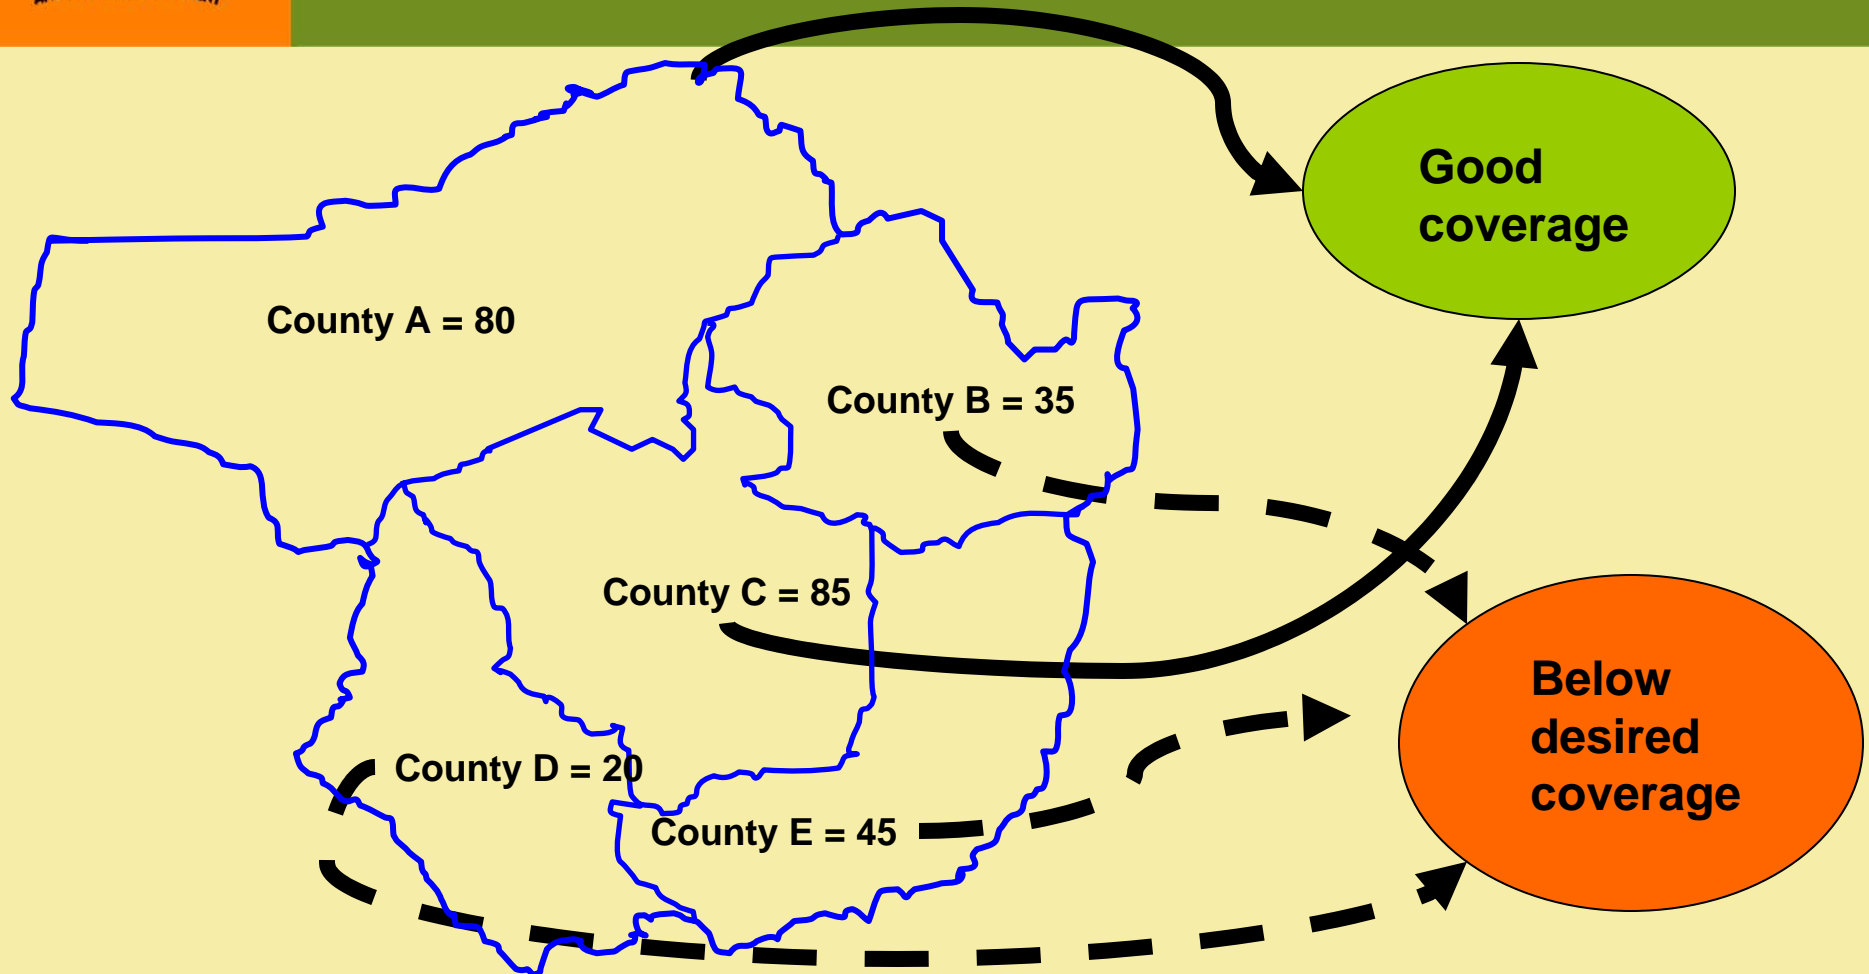 Good
coverage
County A = 80
County B = 35
County C = 85
Below
desired
coverage
County D = 20
County E = 45